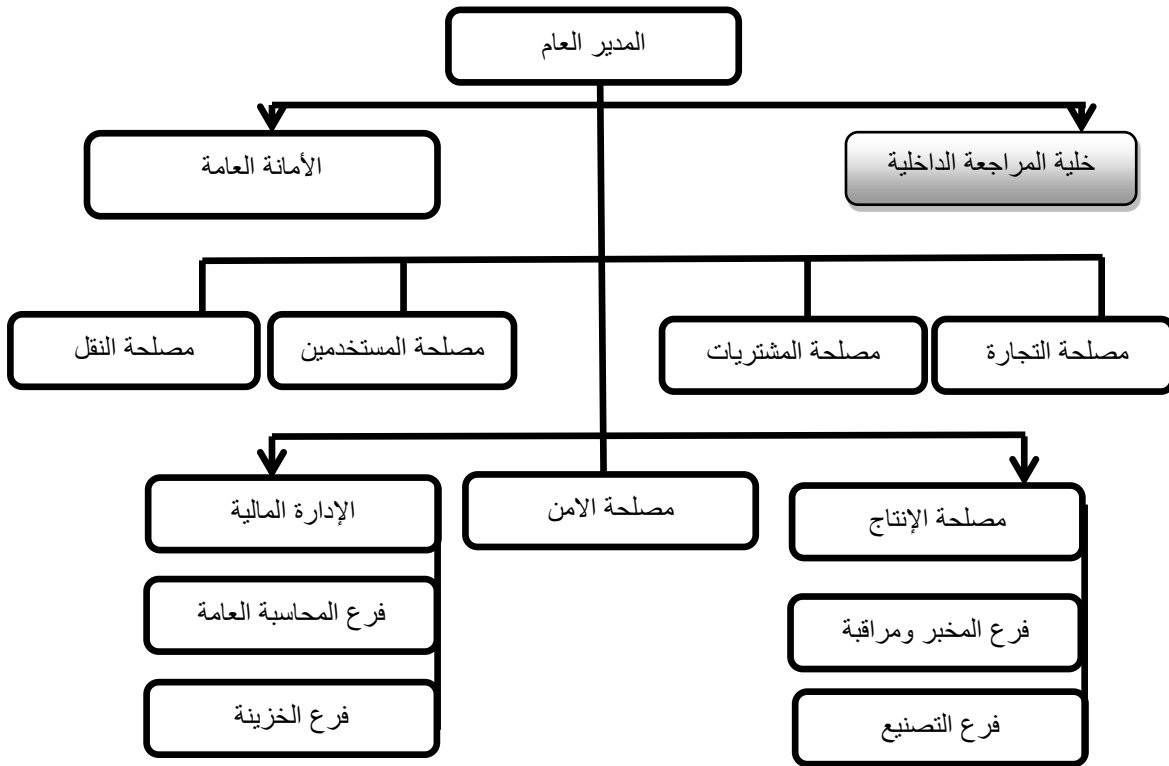 المدير العام
خلية المراجعة الداخلية
الأمانة العامة
مصلحة التجارة
مصلحة المشتريات
مصلحة المستخدمين
مصلحة النقل
مصلحة الإنتاج
مصلحة الامن
الإدارة المالية
فرع المخبر ومراقبة
فرع المحاسبة العامة
فرع التصنيع
فرع الخزينة